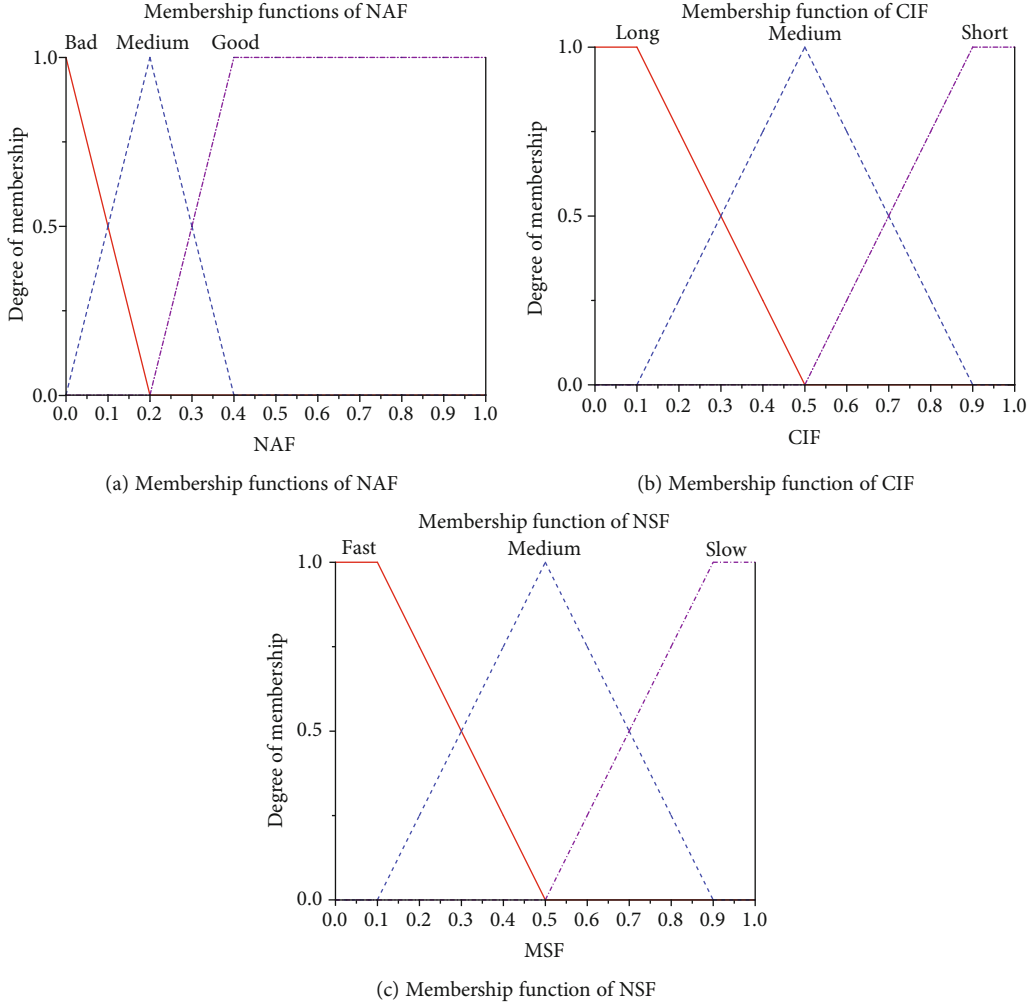 Membership functions of NAF
Bad Medium Good
1.0
0.5
0.0
Degree of membership
0.0 0.1 0.2 0.3 0.4 0.5 0.6 0.7 0.8 0.9 1.0
NAF
(a) Membership functions of NAF
Membership function of CIF
Long Medium Short
1.0
0.5
0.0
Degree of membership
0.0 0.1 0.2 0.3 0.4 0.5 0.6 0.7 0.8 0.9 1.0
CIF
(b) Membership function of CIF
Membership function of NSF
Fast Medium Slow
1.0
0.5
0.0
Degree of membership
0.0 0.1 0.2 0.3 0.4 0.5 0.6 0.7 0.8 0.9 1.0
MSF
(c) Membership function of NSF